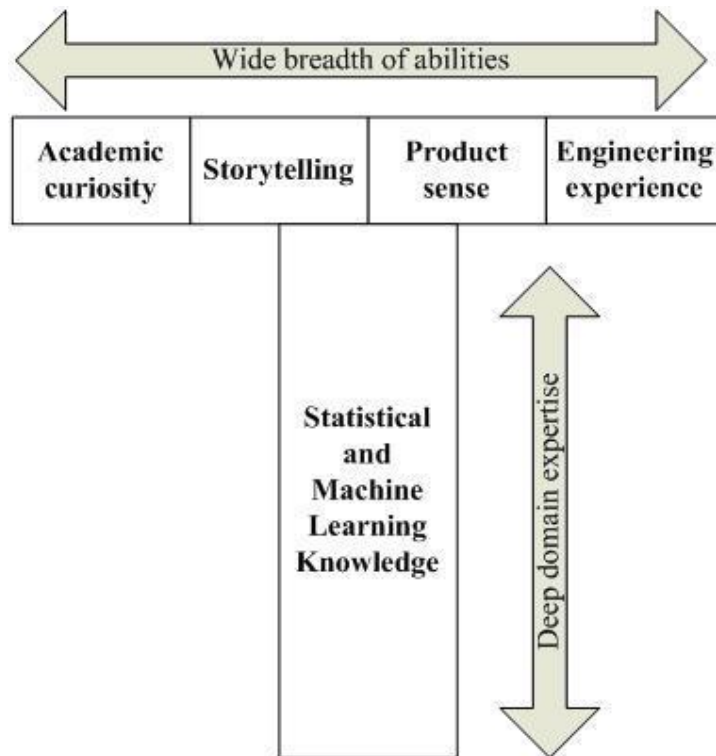 Wide breadth of abilities
Academic
curiosity
Storytelling
Product
sense
Engineering
experience
Statistical
and
Machine
Learning
Knowledge
Deep domain expertise